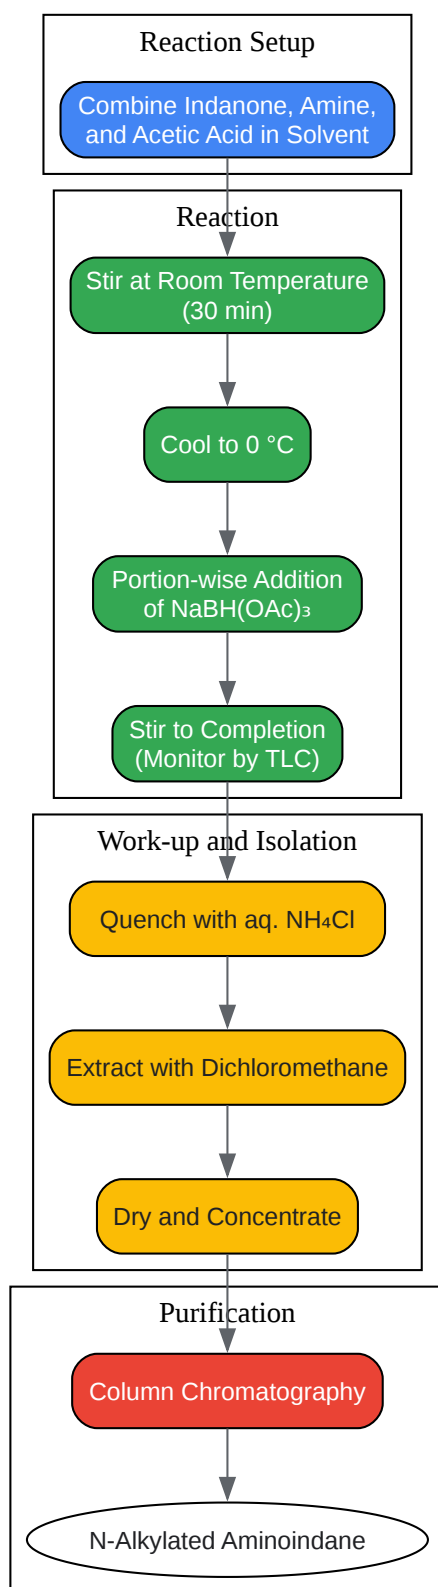 Reaction Setup
Combine Indanone, Amine,
and Acetic Acid in Solvent
Reaction
Stir at Room Temperature
(30 min)
Cool to 0 °C
Portion-wise Addition
of NaBH(OAc)₃
Stir to Completion
(Monitor by TLC)
Work-up and Isolation
Quench with aq. NH₄Cl
Extract with Dichloromethane
Dry and Concentrate
Purification
Column Chromatography
N-Alkylated Aminoindane